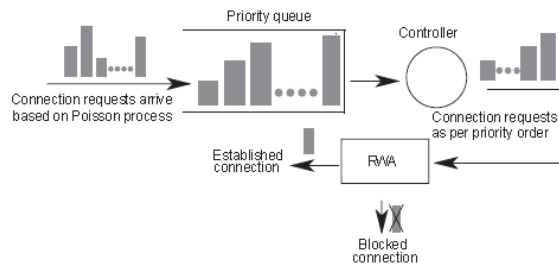 Priority queue
Controller
Connection requests arrive
based on Poisson process
Connection requests
as per priority order
Established
connection
RWA
Blocked
connection